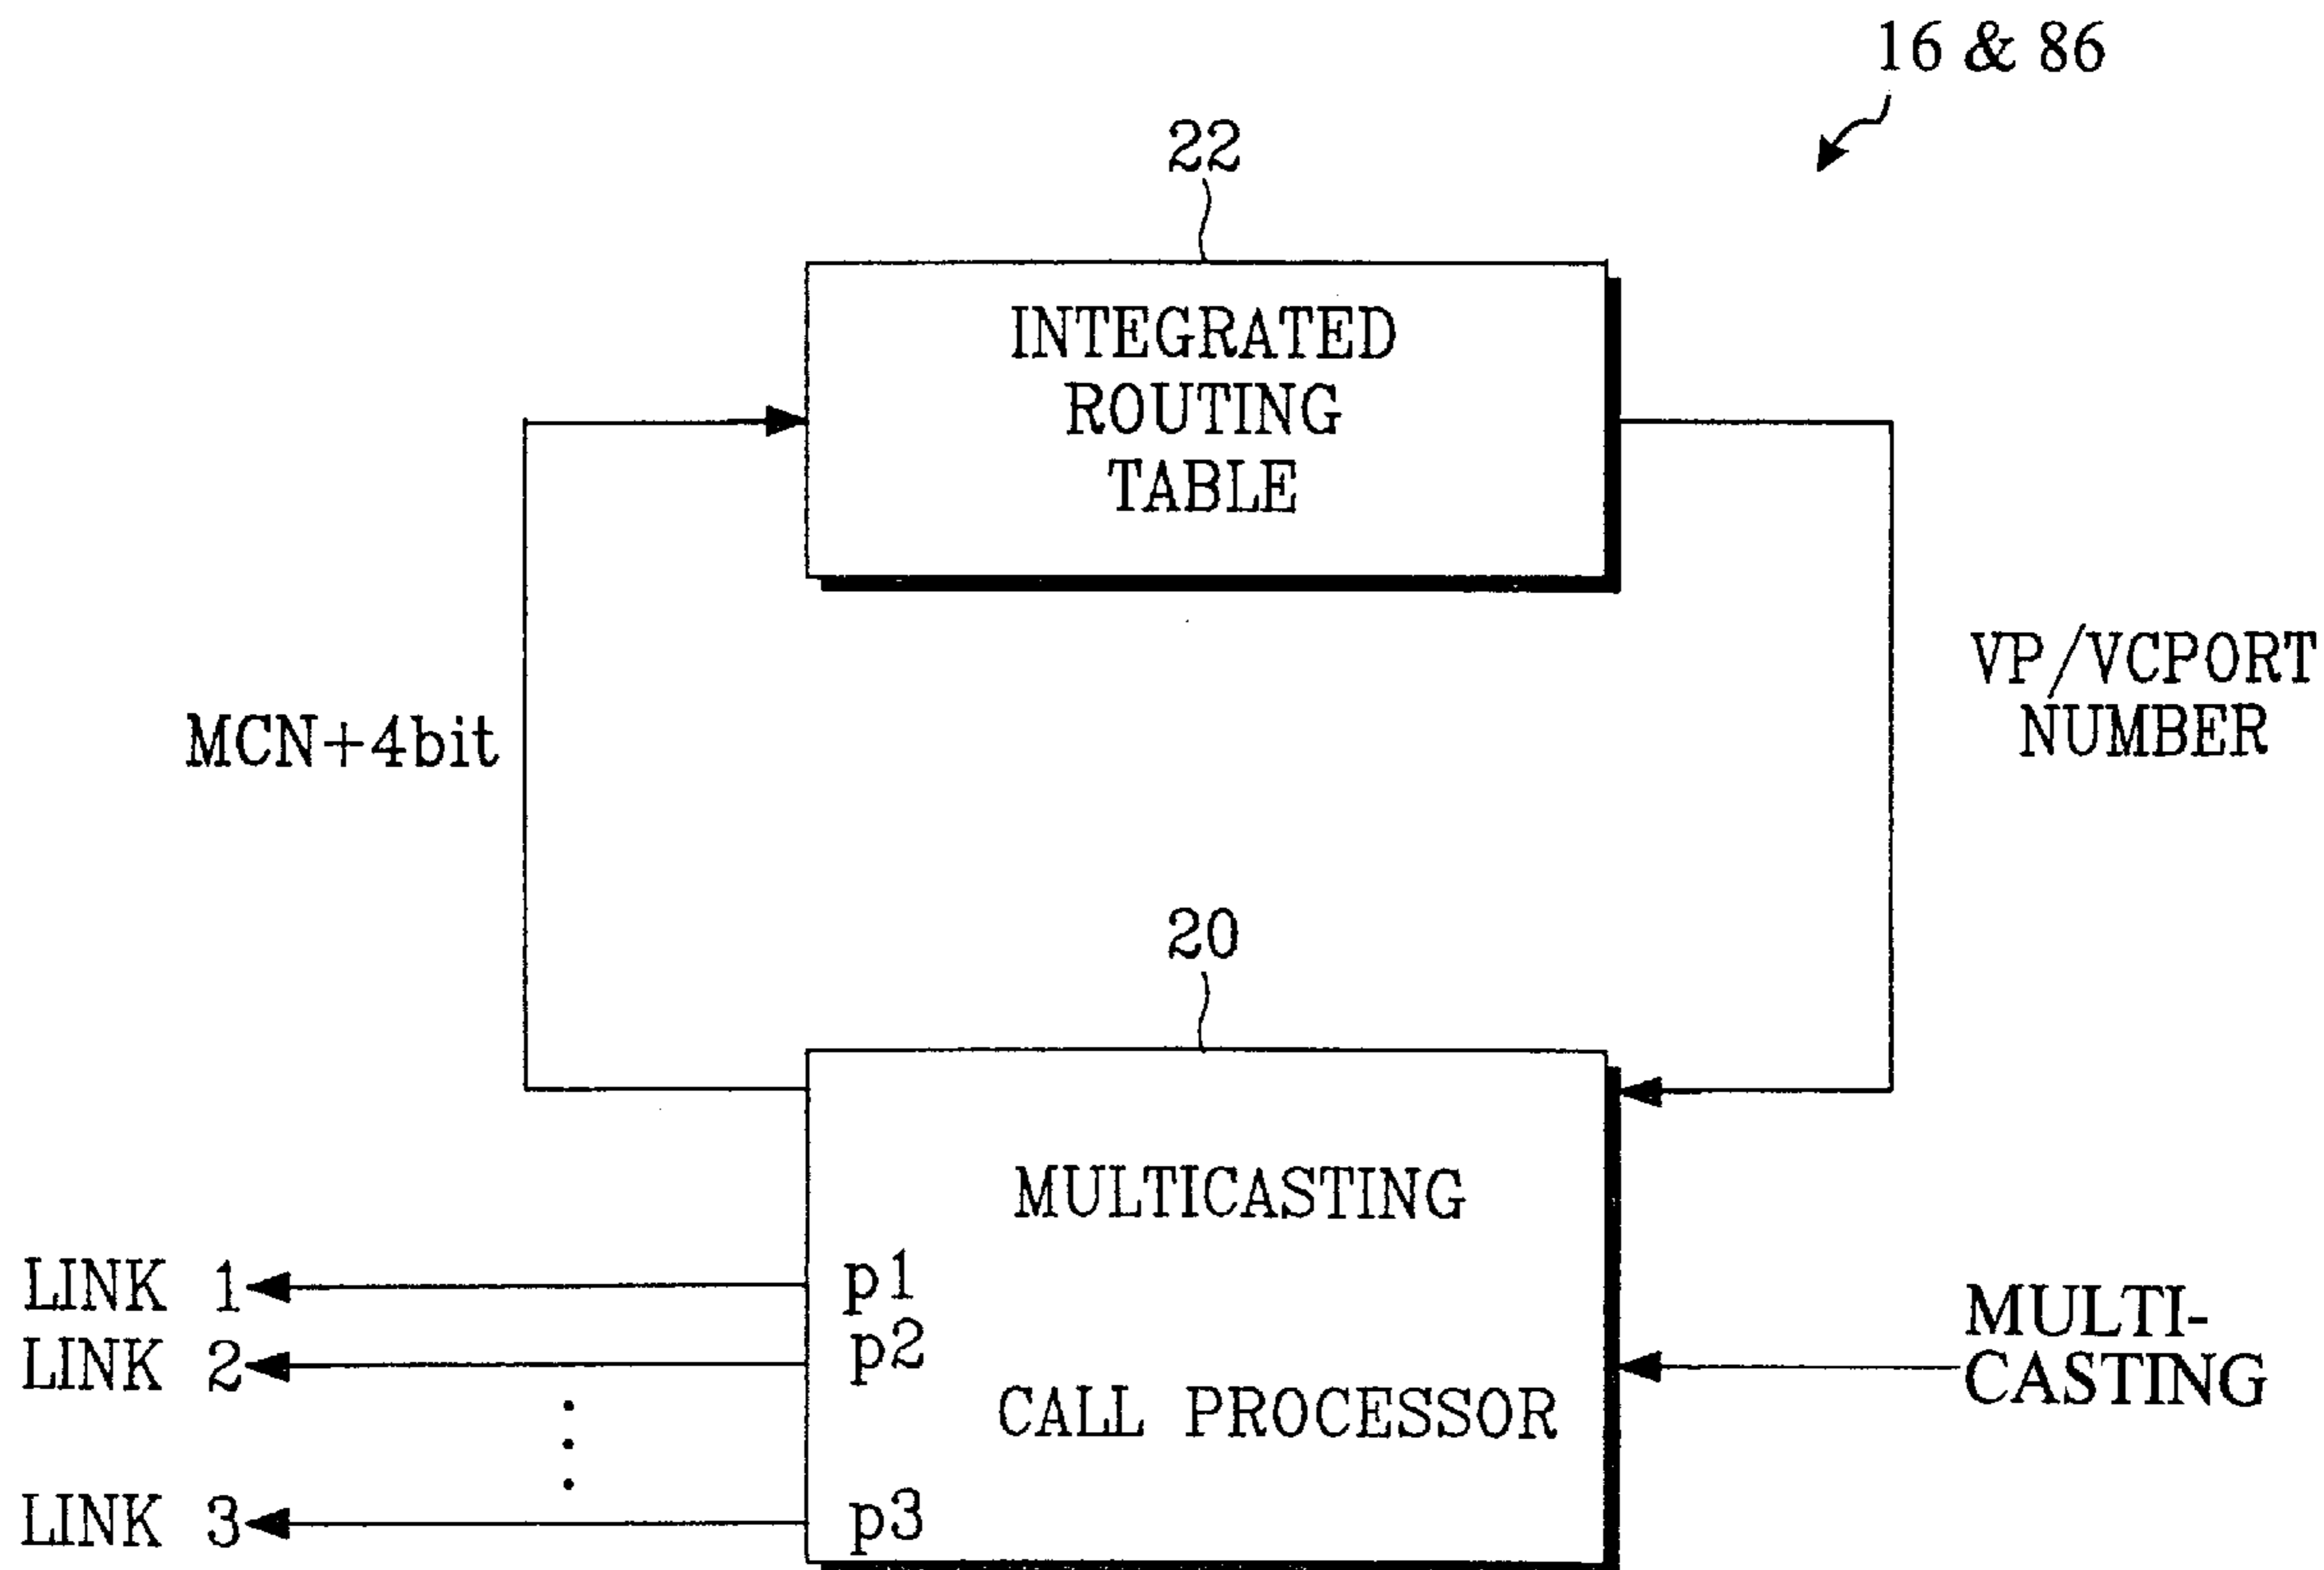 16 & 86
22
INTEGRATED
ROUTING
TABLE
VP/VCPORT
NUMBER
MCN+4bit
20
MULTICASTING
LINK 1
p1
LINK 2
p2
MULTI-
CASTING
CALL PROCESSOR
LINK 3
p3